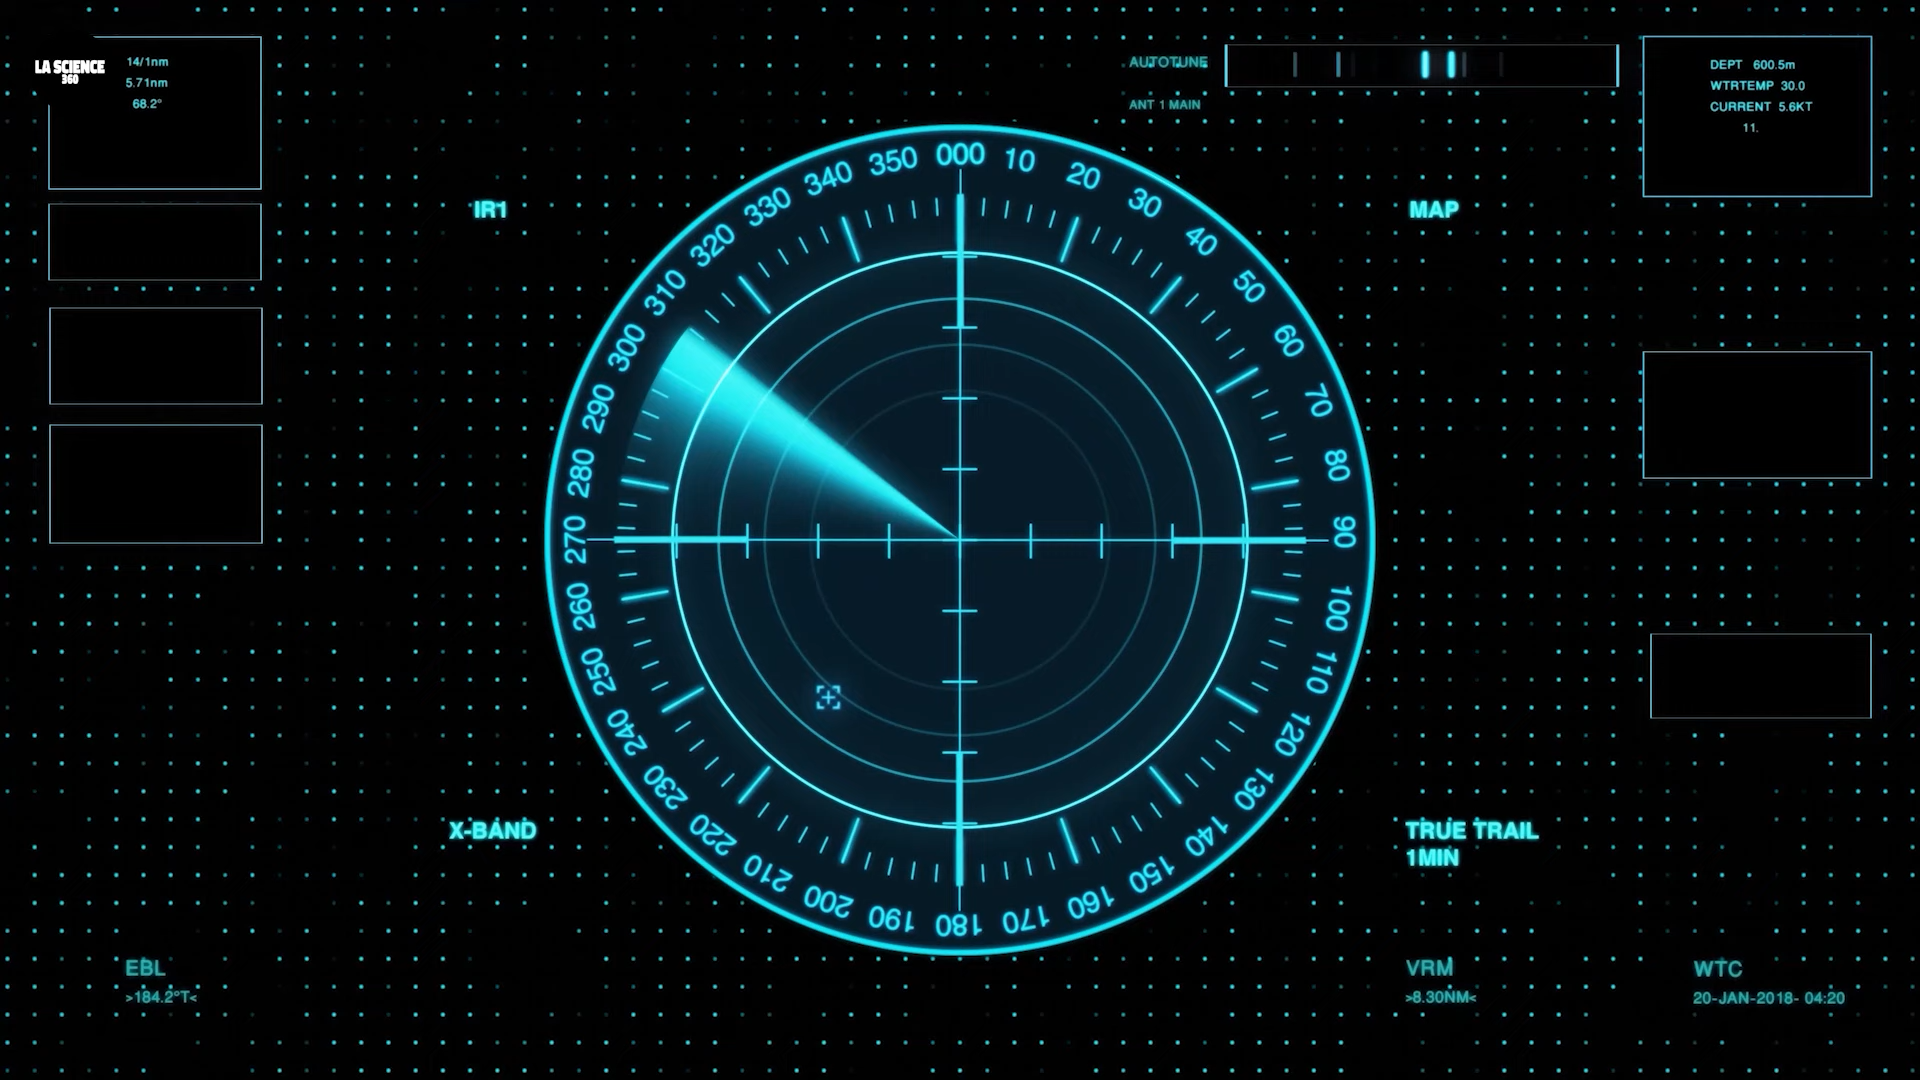 LA SCIENCE
360
14/1nm
5.71nm
68.2°
AUTOTUNE
ANT 1 MAIN
DEPT 600.5m
WTRTEMP 30.0
CURRENT 5.6KT
11.
IR1
MAP
000
10
20
30
40
50
60
70
80
90
100
110
120
130
140
150
160
170
180
190
200
210
220
230
240
250
260
270
280
290
300
310
320
330
340
350
X-BAND
TRUE TRAIL
1MIN
EBL
>184.2°T<
VRM
>8.30NM<
WTC
20-JAN-2018- 04:20